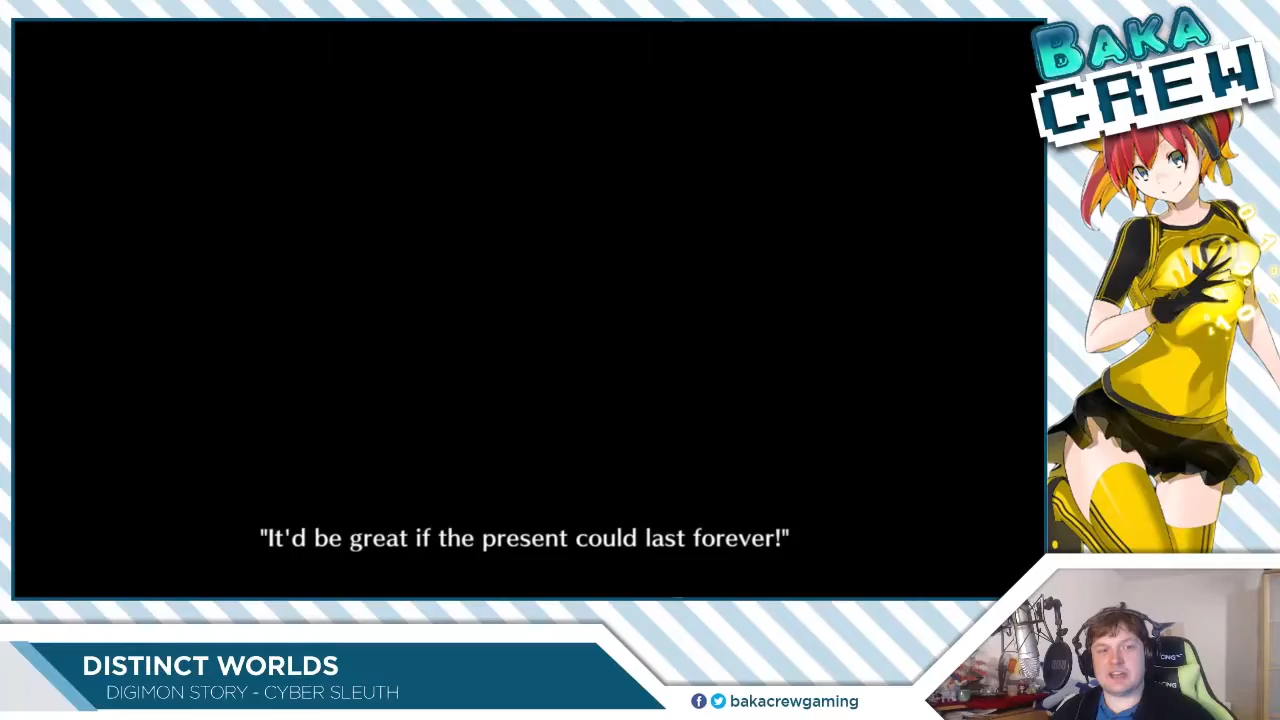 BAKA
CREW
"It'd be great if the present could last forever!"
DISTINCT WORLDS
DIGIMON STORY - CYBER SLEUTH
bakacrewgaming